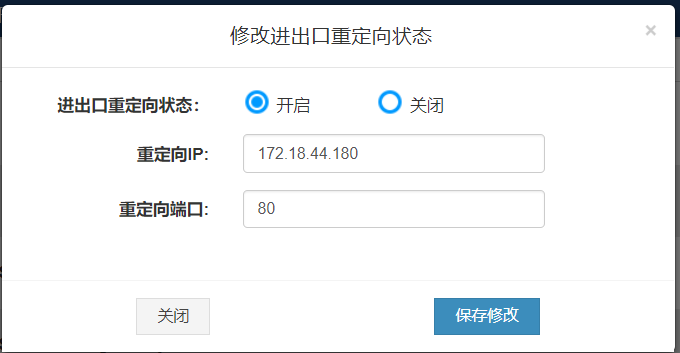 修改进出口重定向状态
×
进出口重定向状态：
开启
关闭
重定向IP:
172.18.44.180
重定向端口:
80
关闭
保存修改